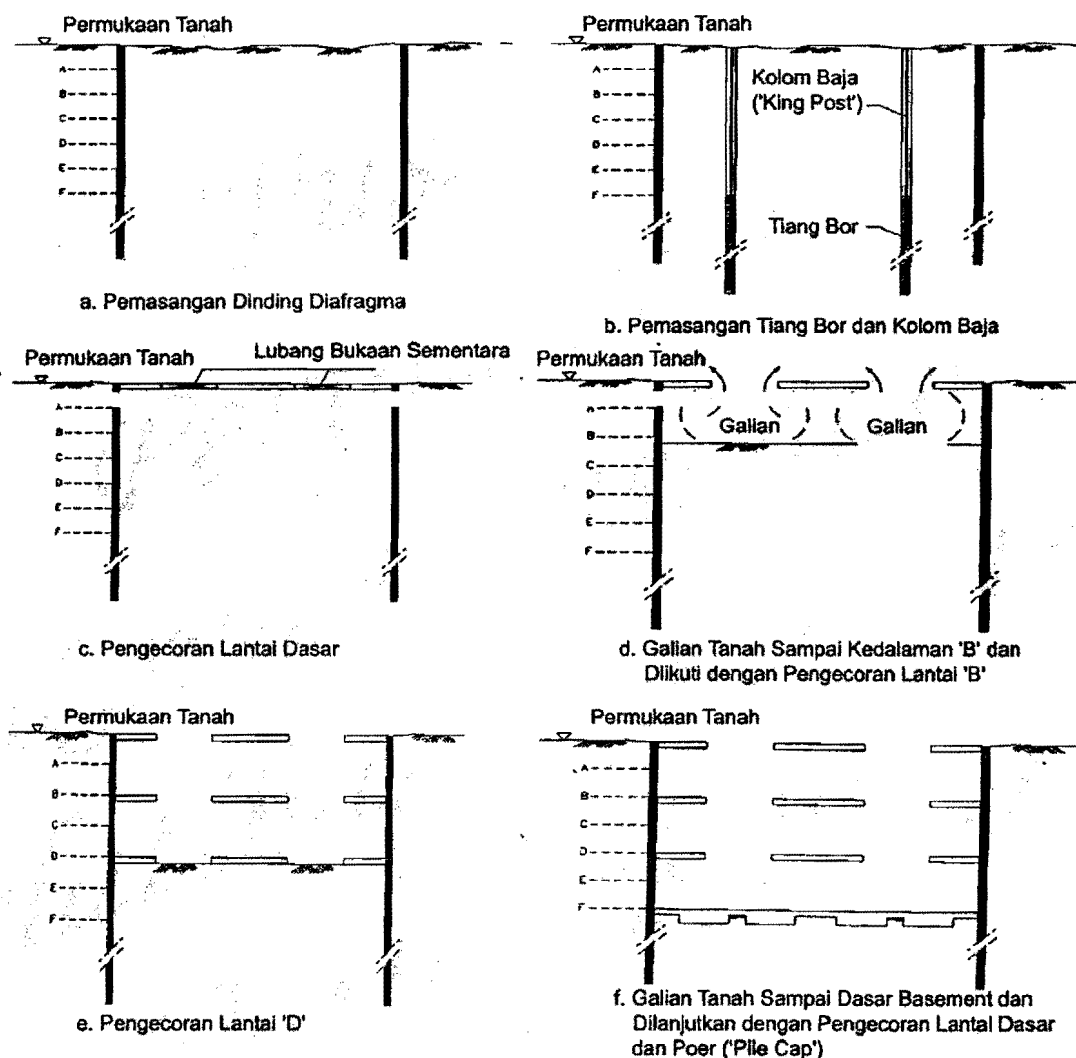 Permukaan Tanah
A
B
C
D
E
F
a. Pemasangan Dinding Diafragma
Permukaan Tanah
A
B
C
D
E
F
Kolom Baja
('King Post')
Tiang Bor
b. Pemasangan Tiang Bor dan Kolom Baja
Permukaan Tanah
Lubang Bukaan Sementara
A
B
C
D
E
F
c. Pengecoran Lantai Dasar
Permukaan Tanah
A
B
C
D
E
F
Galian
Galian
d. Galian Tanah Sampai Kedalaman 'B' dan
Diikuti dengan Pengecoran Lantai 'B'
Permukaan Tanah
A
B
C
D
E
F
e. Pengecoran Lantai 'D'
Permukaan Tanah
A
B
C
D
E
F
f. Galian Tanah Sampai Dasar Basement dan
Dilanjutkan dengan Pengecoran Lantai Dasar
dan Poer ('Pile Cap')